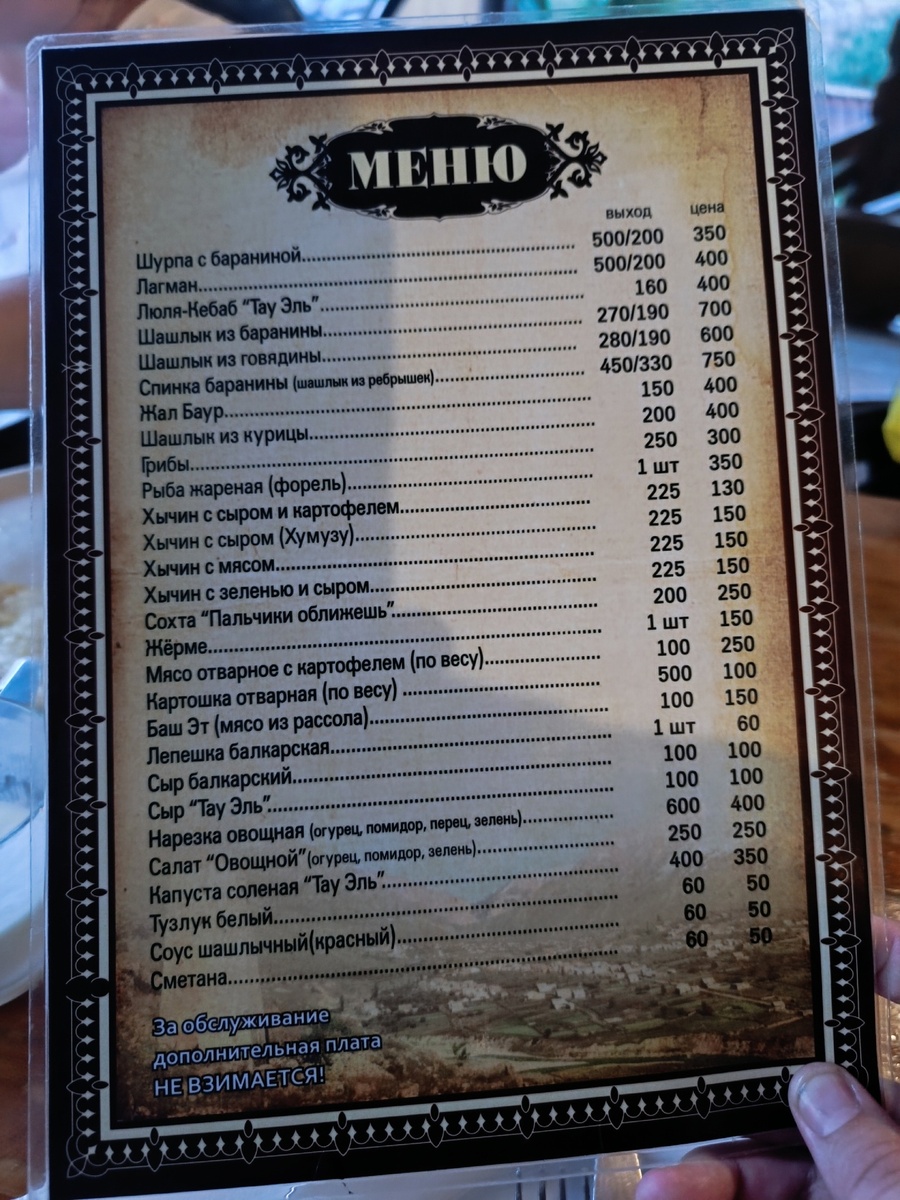 МЕНЮ
выход цена
Шурпа с бараниной 500/200 350
Лагман 500/200 400
Люля-Кебаб “Тау Эль” 160 400
Шашлык из баранины 270/190 700
Шашлык из говядины 280/190 600
Спинка баранины (шашлык из ребрышек) 450/330 750
Жал Баур 150 400
Шашлык из курицы 200 400
Грибы 250 300
Рыба жареная (форель) 1 шт 350
Хычин с сыром и картофелем 225 130
Хычин с сыром (Хумузу) 225 150
Хычин с мясом 225 150
Хычин с зеленью и сыром 225 150
Сохта “Пальчики оближешь” 200 250
Жёрме 1 шт 150
Мясо отварное с картофелем (по весу) 100 250
Картошка отварная (по весу) 500 100
Баш Эт (мясо из рассола) 100 150
Лепешка балкарская 1 шт 60
Сыр балкарский 100 100
Сыр “Тау Эль” 100 100
Нарезка овощная (огурец, помидор, перец, зелень) 600 400
Салат “Овощной”(огурец, помидор, зелень) 250 250
Капуста соленая “Тау Эль” 400 350
Тузлук белый 60 50
Соус шашлычный(красный) 60 50
Сметана 60 50
За обслуживание
дополнительная плата
НЕ ВЗИМАЕТСЯ!